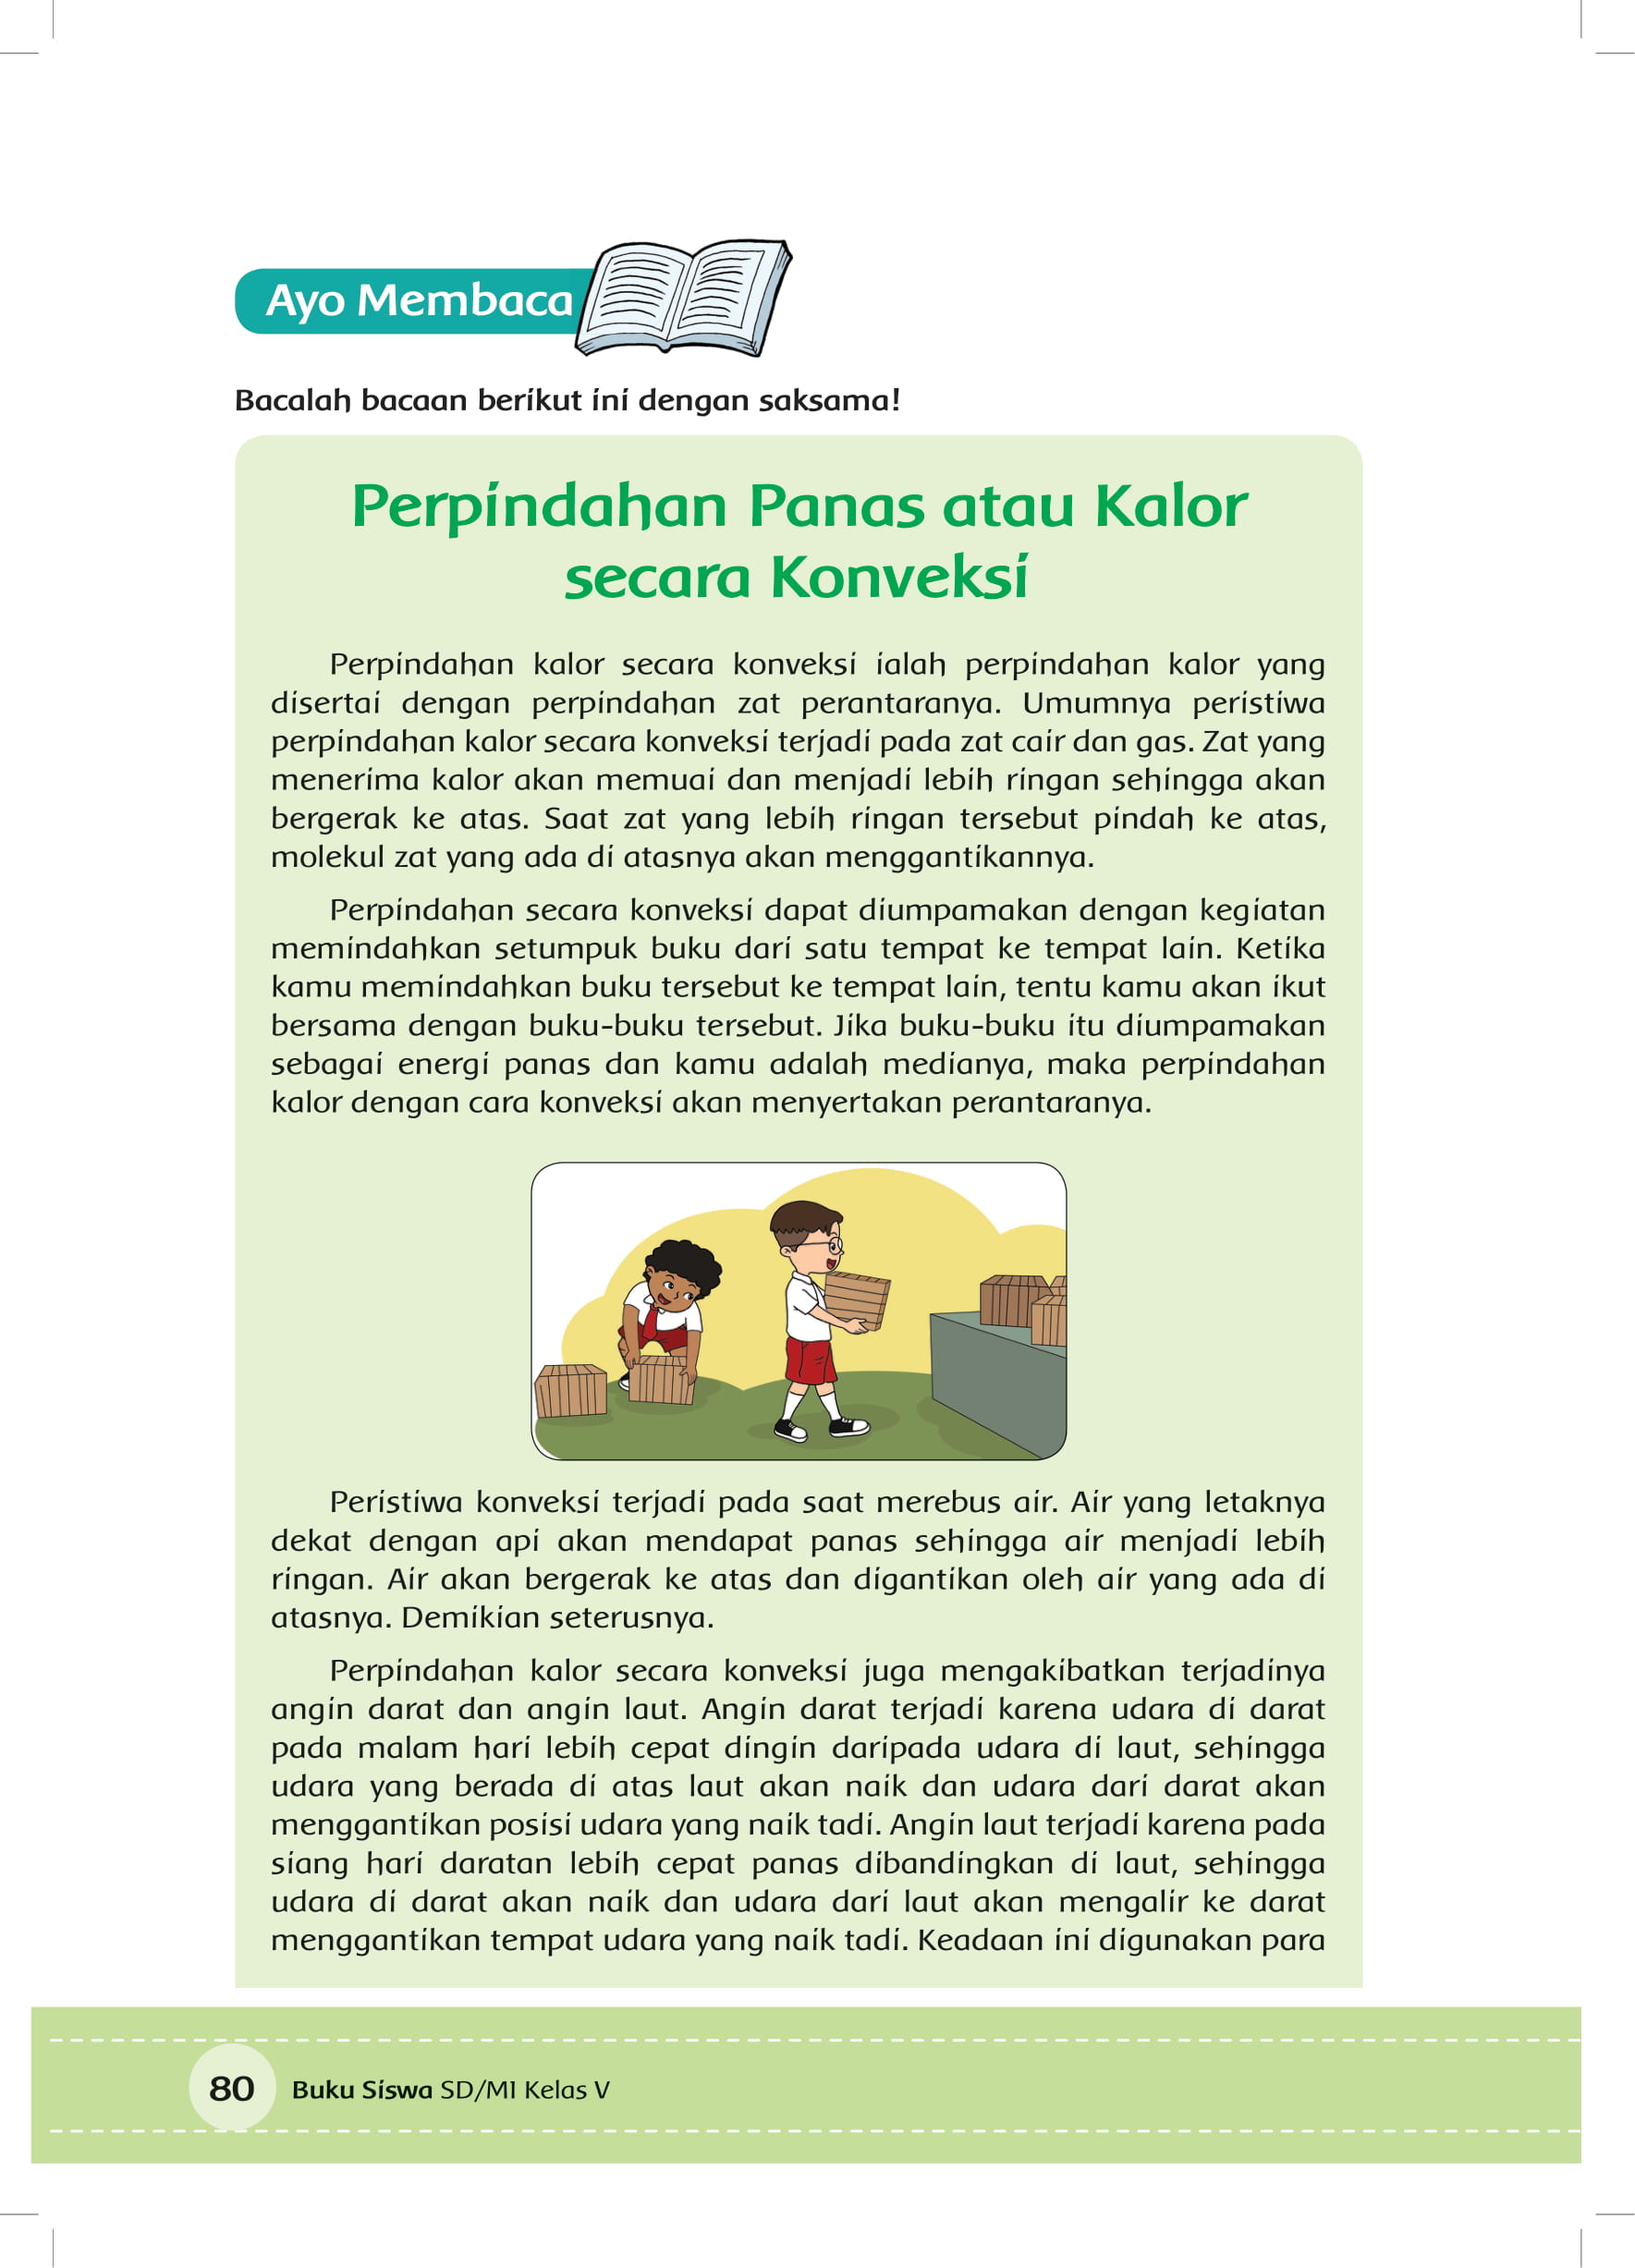 Ayo Membaca
Bacalah bacaan berikut ini dengan saksama!
Perpindahan Panas atau Kalor
secara Konveksi
Perpindahan kalor secara konveksi ialah perpindahan kalor yang
disertai dengan perpindahan zat perantaranya. Umumnya peristiwa
perpindahan kalor secara konveksi terjadi pada zat cair dan gas. Zat yang
menerima kalor akan memuai dan menjadi lebih ringan sehingga akan
bergerak ke atas. Saat zat yang lebih ringan tersebut pindah ke atas,
molekul zat yang ada di atasnya akan menggantikannya.
Perpindahan secara konveksi dapat diumpamakan dengan kegiatan
memindahkan setumpuk buku dari satu tempat ke tempat lain. Ketika
kamu memindahkan buku tersebut ke tempat lain, tentu kamu akan ikut
bersama dengan buku-buku tersebut. Jika buku-buku itu diumpamakan
sebagai energi panas dan kamu adalah medianya, maka perpindahan
kalor dengan cara konveksi akan menyertakan perantaranya.
Peristiwa konveksi terjadi pada saat merebus air. Air yang letaknya
dekat dengan api akan mendapat panas sehingga air menjadi lebih
ringan. Air akan bergerak ke atas dan digantikan oleh air yang ada di
atasnya. Demikian seterusnya.
Perpindahan kalor secara konveksi juga mengakibatkan terjadinya
angin darat dan angin laut. Angin darat terjadi karena udara di darat
pada malam hari lebih cepat dingin daripada udara di laut, sehingga
udara yang berada di atas laut akan naik dan udara dari darat akan
menggantikan posisi udara yang naik tadi. Angin laut terjadi karena pada
siang hari daratan lebih cepat panas dibandingkan di laut, sehingga
udara di darat akan naik dan udara dari laut akan mengalir ke darat
menggantikan tempat udara yang naik tadi. Keadaan ini digunakan para
80 Buku Siswa SD/MI Kelas V